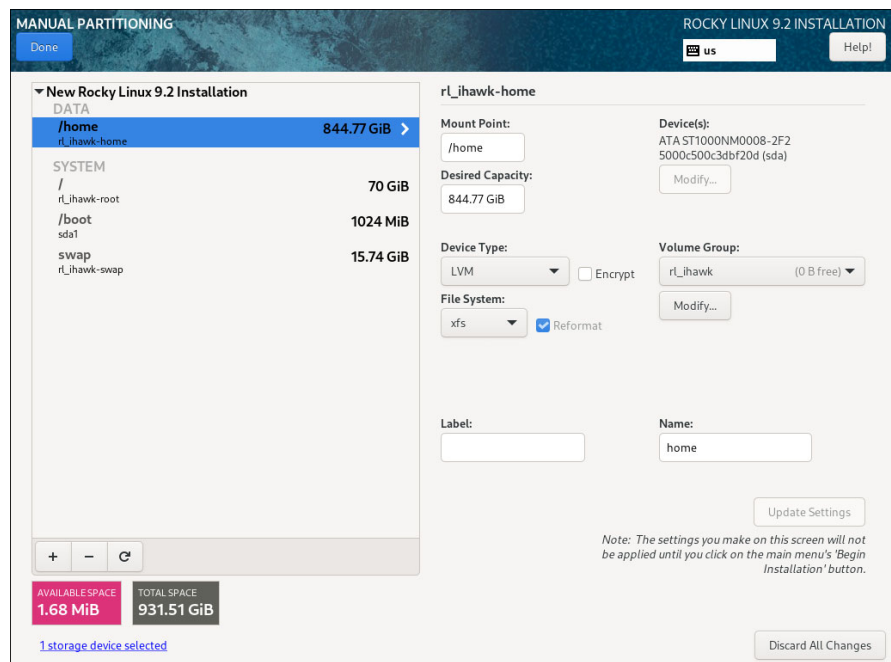 MANUAL PARTITIONING
ROCKY LINUX 9.2 INSTALLATION
Done
us
Help!
New Rocky Linux 9.2 Installation
DATA
/home
844.77 GiB
rl_ihawk-home
SYSTEM
/
70 GiB
rl_ihawk-root
/boot
1024 MiB
sda1
swap
15.74 GiB
rl_ihawk-swap
+ −
AVAILABLE SPACE
1.68 MiB
TOTAL SPACE
931.51 GiB
1 storage device selected
rl_ihawk-home
Mount Point:
/home
Device(s):
ATA ST1000NM0008-2F2
5000c500c3dbf20d (sda)
Modify...
Desired Capacity:
844.77 GiB
Device Type:
LVM
Encrypt
Volume Group:
rl_ihawk (0 B free)
Modify...
File System:
xfs
Reformat
Label:
Name:
home
Update Settings
Note: The settings you make on this screen will not
be applied until you click on the main menu's 'Begin
Installation' button.
Discard All Changes